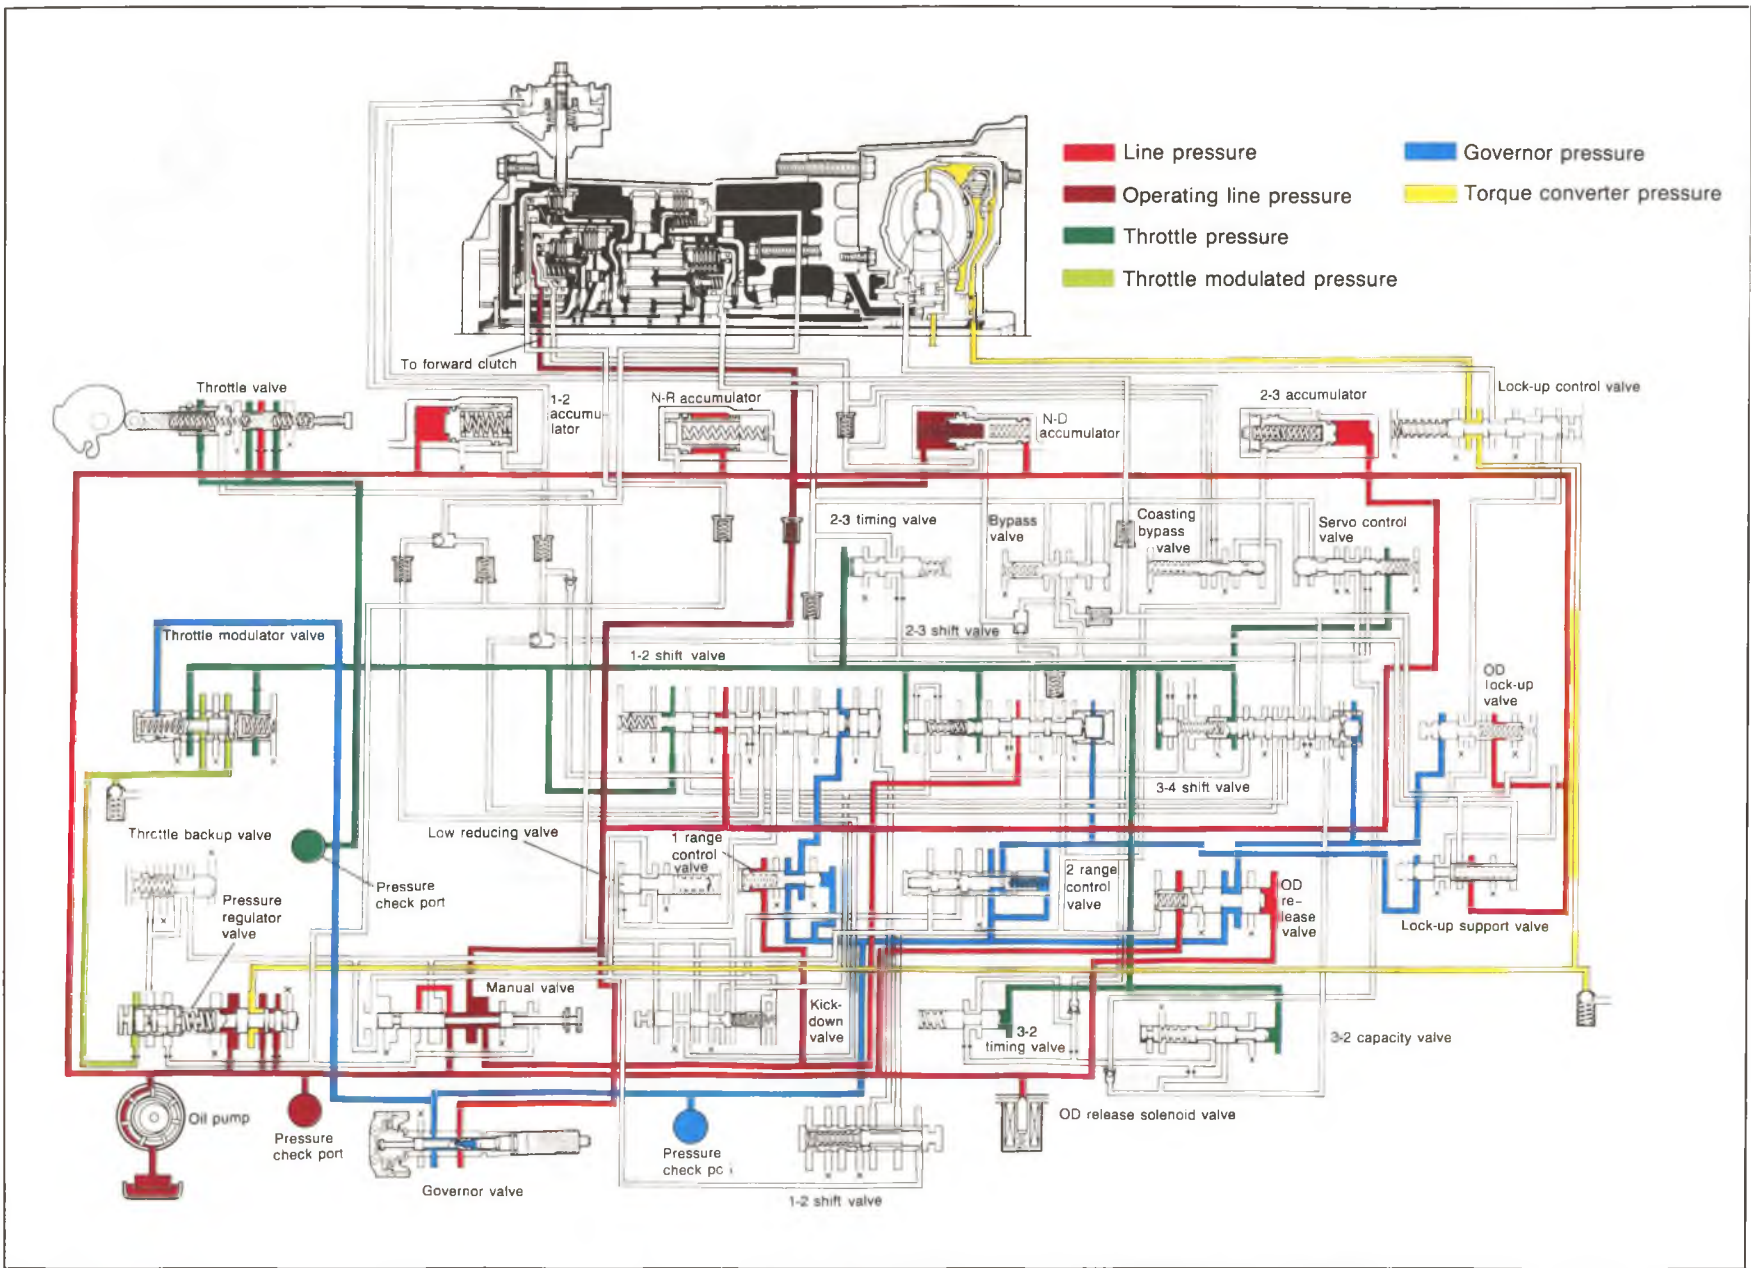 Line pressure
Operating line pressure
Throttle pressure
Throttle modulated pressure
Governor pressure
Torque converter pressure
To forward clutch
Throttle valve
1-2
accumu-
lator
N-R accumulator
N-D
accumulator
2-3 accumulator
Lock-up control valve
2-3 timing valve
Bypass
valve
Coasting
bypass
valve
Servo control
valve
Throttle modulator valve
2-3 shift valve
1-2 shift valve
OD
lock-up
valve
3-4 shift valve
Throttle backup valve
Low reducing valve
1 range
control
valve
2 range
control
valve
OD
re-
lease
valve
Pressure
check port
Pressure
regulator
valve
Lock-up support valve
Manual valve
Kick-
down
valve
3-2
timing valve
3-2 capacity valve
Oil pump
Pressure
check port
Governor valve
Pressure
check
OD release solenoid valve
1-2 shift valve